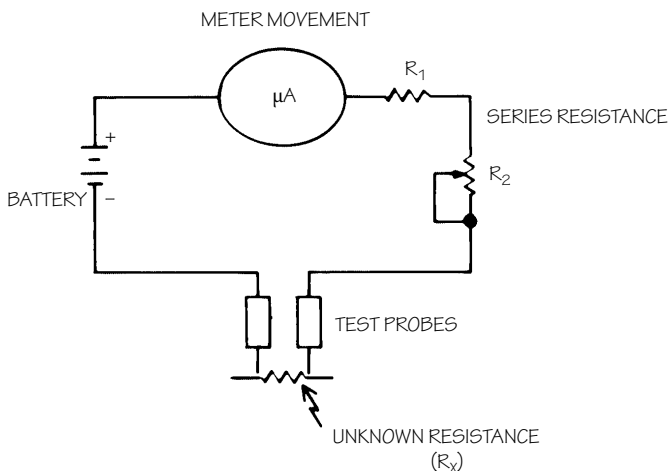 METER MOVEMENT
μA
R1
SERIES RESISTANCE
+
R2
BATTERY
−
TEST PROBES
UNKNOWN RESISTANCE
(RX)